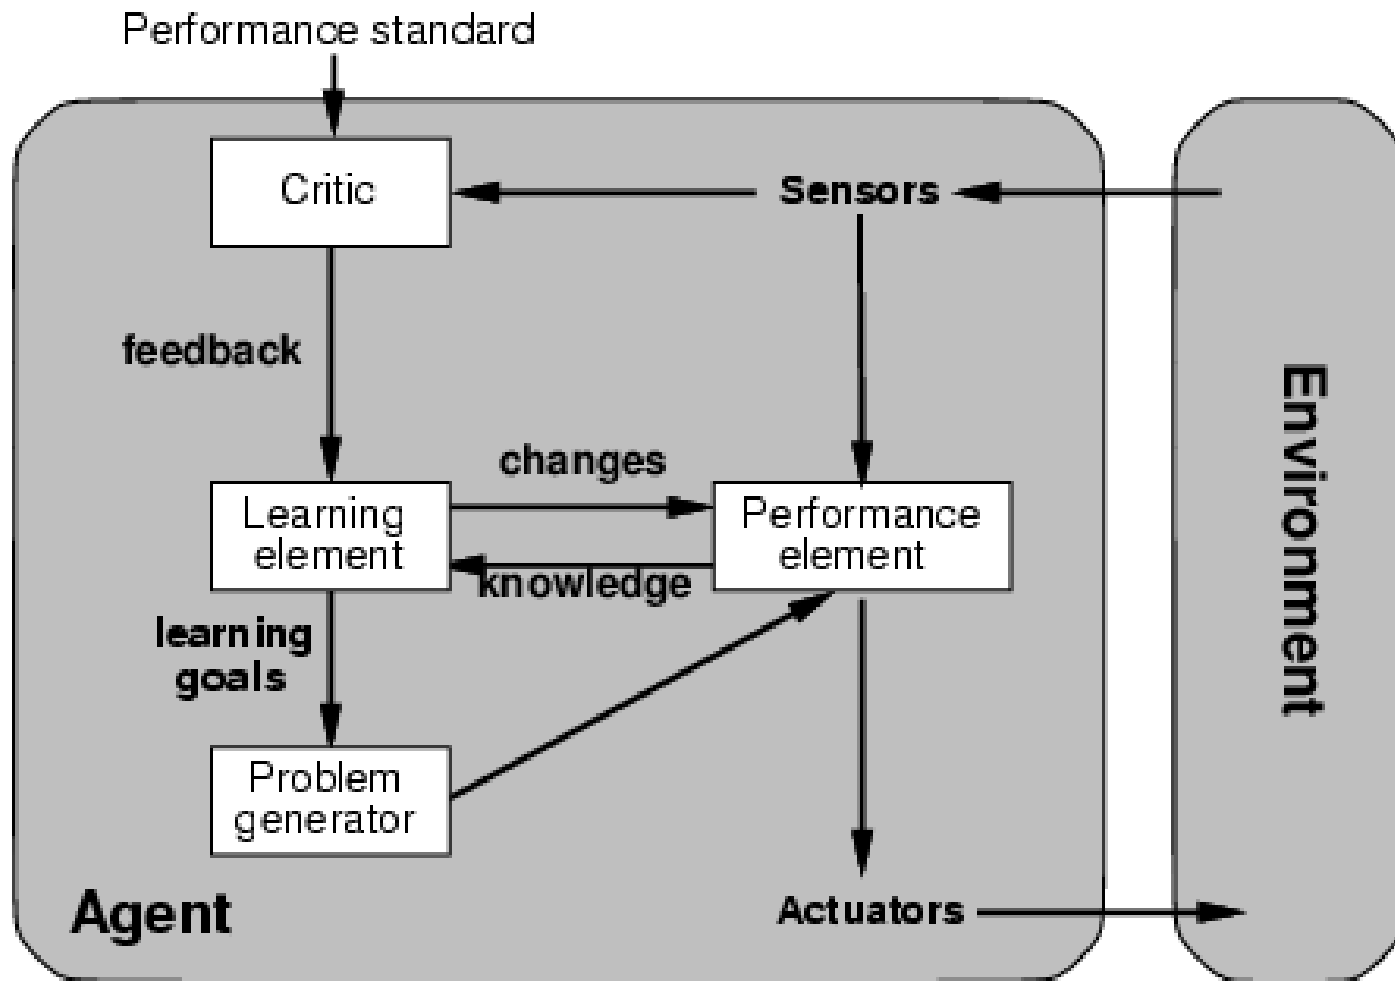 Performance standard
Critic
Sensors
feedback
changes
Learning
element
Performance
element
knowledge
learning
goals
Problem
generator
Agent
Actuators
Environment